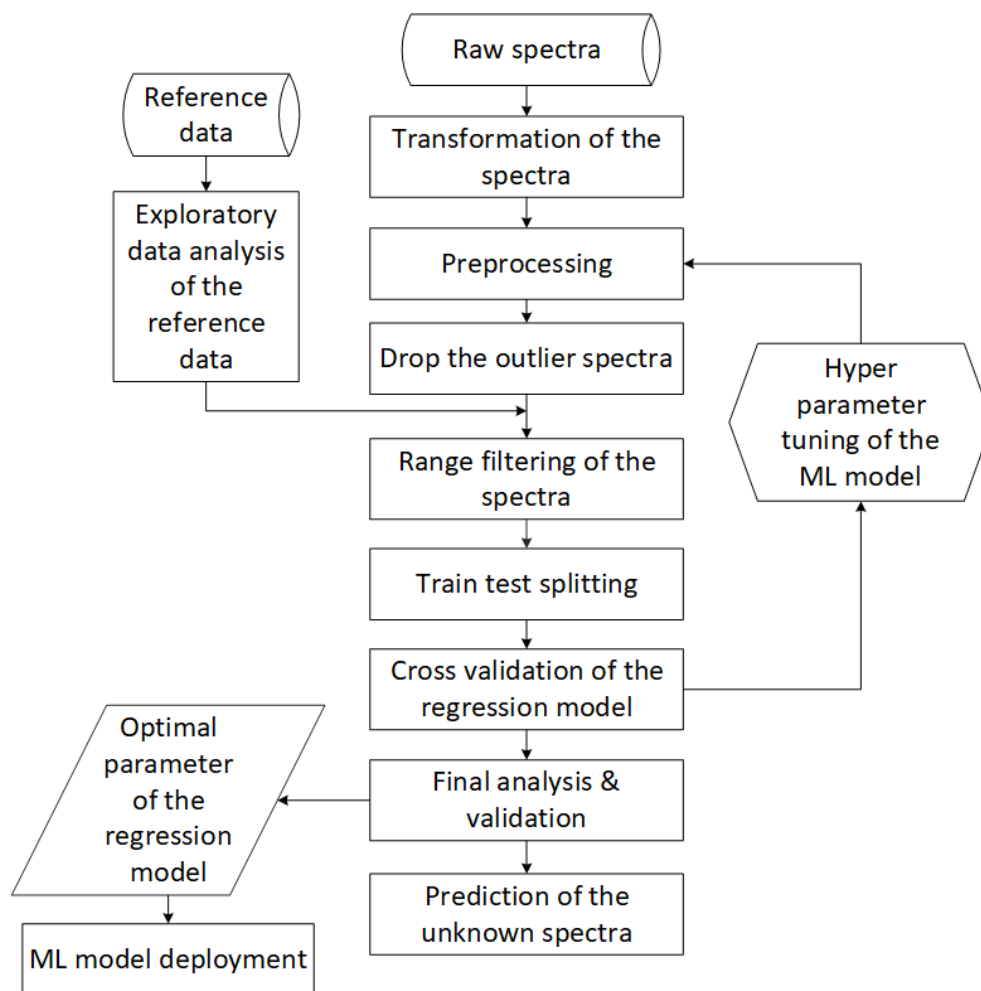 Raw spectra
Reference
data
Transformation of the
spectra
Exploratory
data analysis
of the
reference
data
Preprocessing
Drop the outlier spectra
Hyper
parameter
tuning of the
ML model
Range filtering of the
spectra
Train test splitting
Cross validation of the
regression model
Optimal
parameter
of the
regression
model
Final analysis &
validation
Prediction of the
unknown spectra
ML model deployment